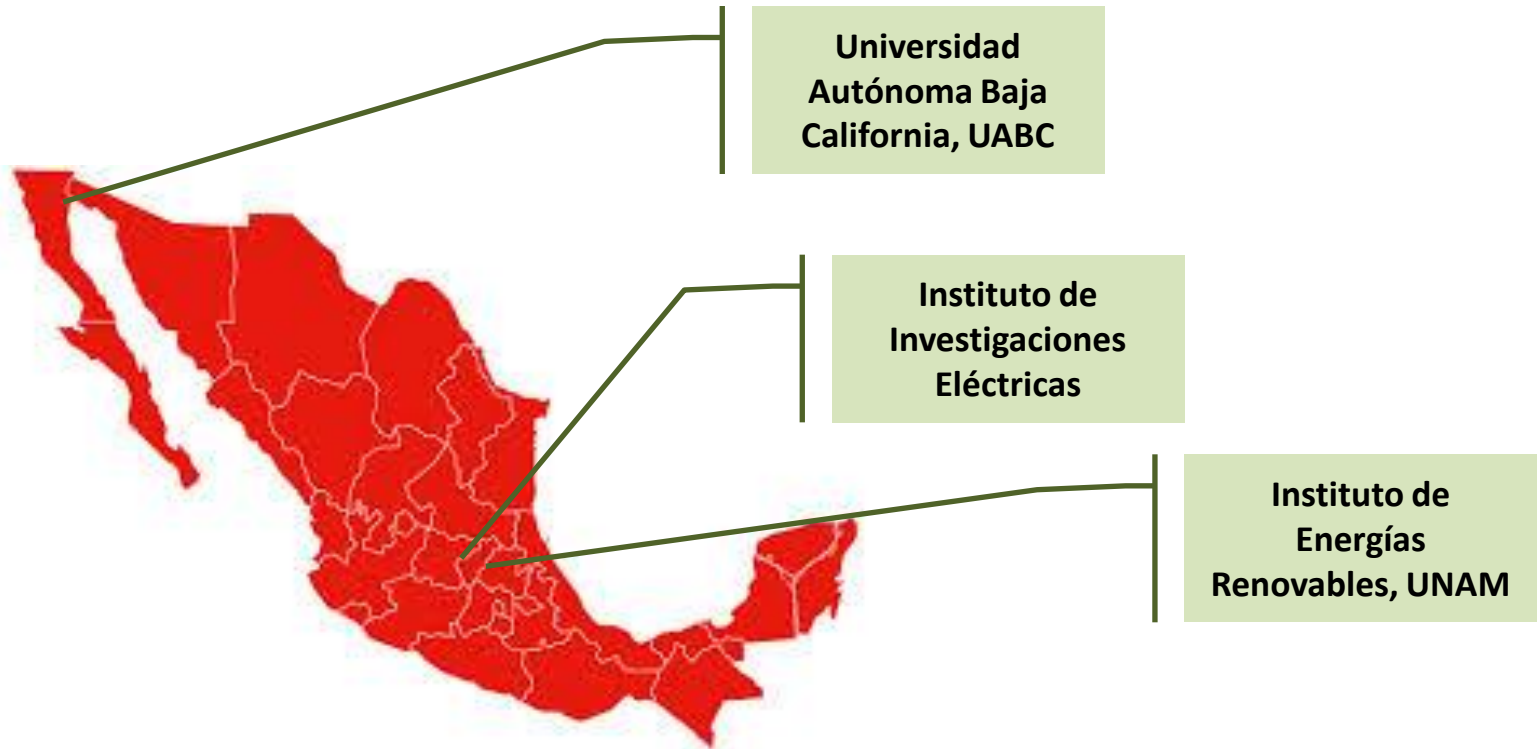 Universidad
Autónoma Baja
California, UABC
Instituto de
Investigaciones
Eléctricas
Instituto de
Energías
Renovables, UNAM